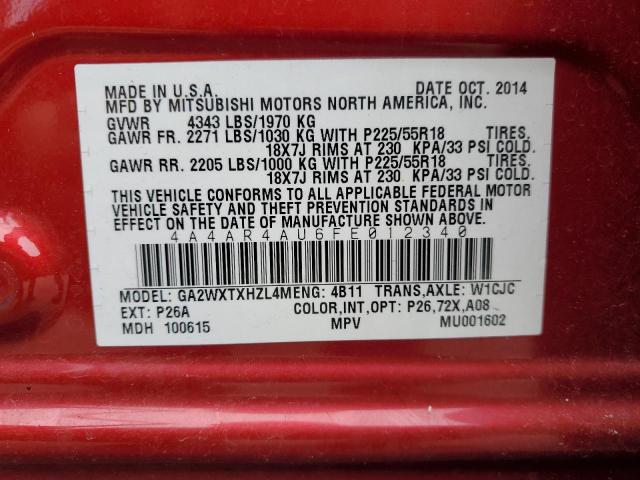 MADE IN U.S.A. DATE OCT. 2014
MFD BY MITSUBISHI MOTORS NORTH AMERICA, INC.
GVWR 4343 LBS/1970 KG
GAWR FR. 2271 LBS/1030 KG WITH P225/55R18 TIRES.
18X7J RIMS AT 230 KPA/33 PSI COLD.
GAWR RR. 2205 LBS/1000 KG WITH P225/55R18 TIRES.
18X7J RIMS AT 230 KPA/33 PSI COLD.
THIS VEHICLE CONFORMS TO ALL APPLICABLE FEDERAL MOTOR
VEHICLE SAFETY AND THEFT PREVENTION STANDARDS IN
EFFECT ON THE DATE OF MANUFACTURE SHOWN ABOVE.
4A4AR4AU6FE012340
MODEL: GA2WXTXHZL4MENG: 4B11 TRANS,AXLE: W1CJC
EXT: P26A COLOR,INT,OPT: P26,72X,A08
MDH 100615 MPV MU001602